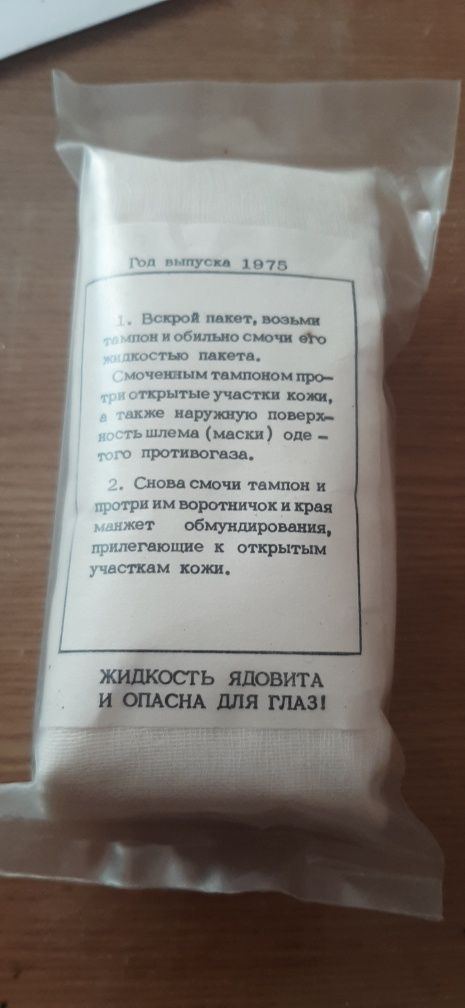 Год выпуска 1975
1. Вскрой пакет, возьми
тампон и обильно смочи его
жидкостью пакета.
Смоченным тампоном про-
три открытые участки кожи,
а также наружную поверх-
ность шлема (маски) оде-
того противогаза.
2. Снова смочи тампон и
протри им воротничок и края
манжет обмундирования,
прилегающие к открытым
участкам кожи.
ЖИДКОСТЬ ЯДОВИТА
И ОПАСНА ДЛЯ ГЛАЗ!